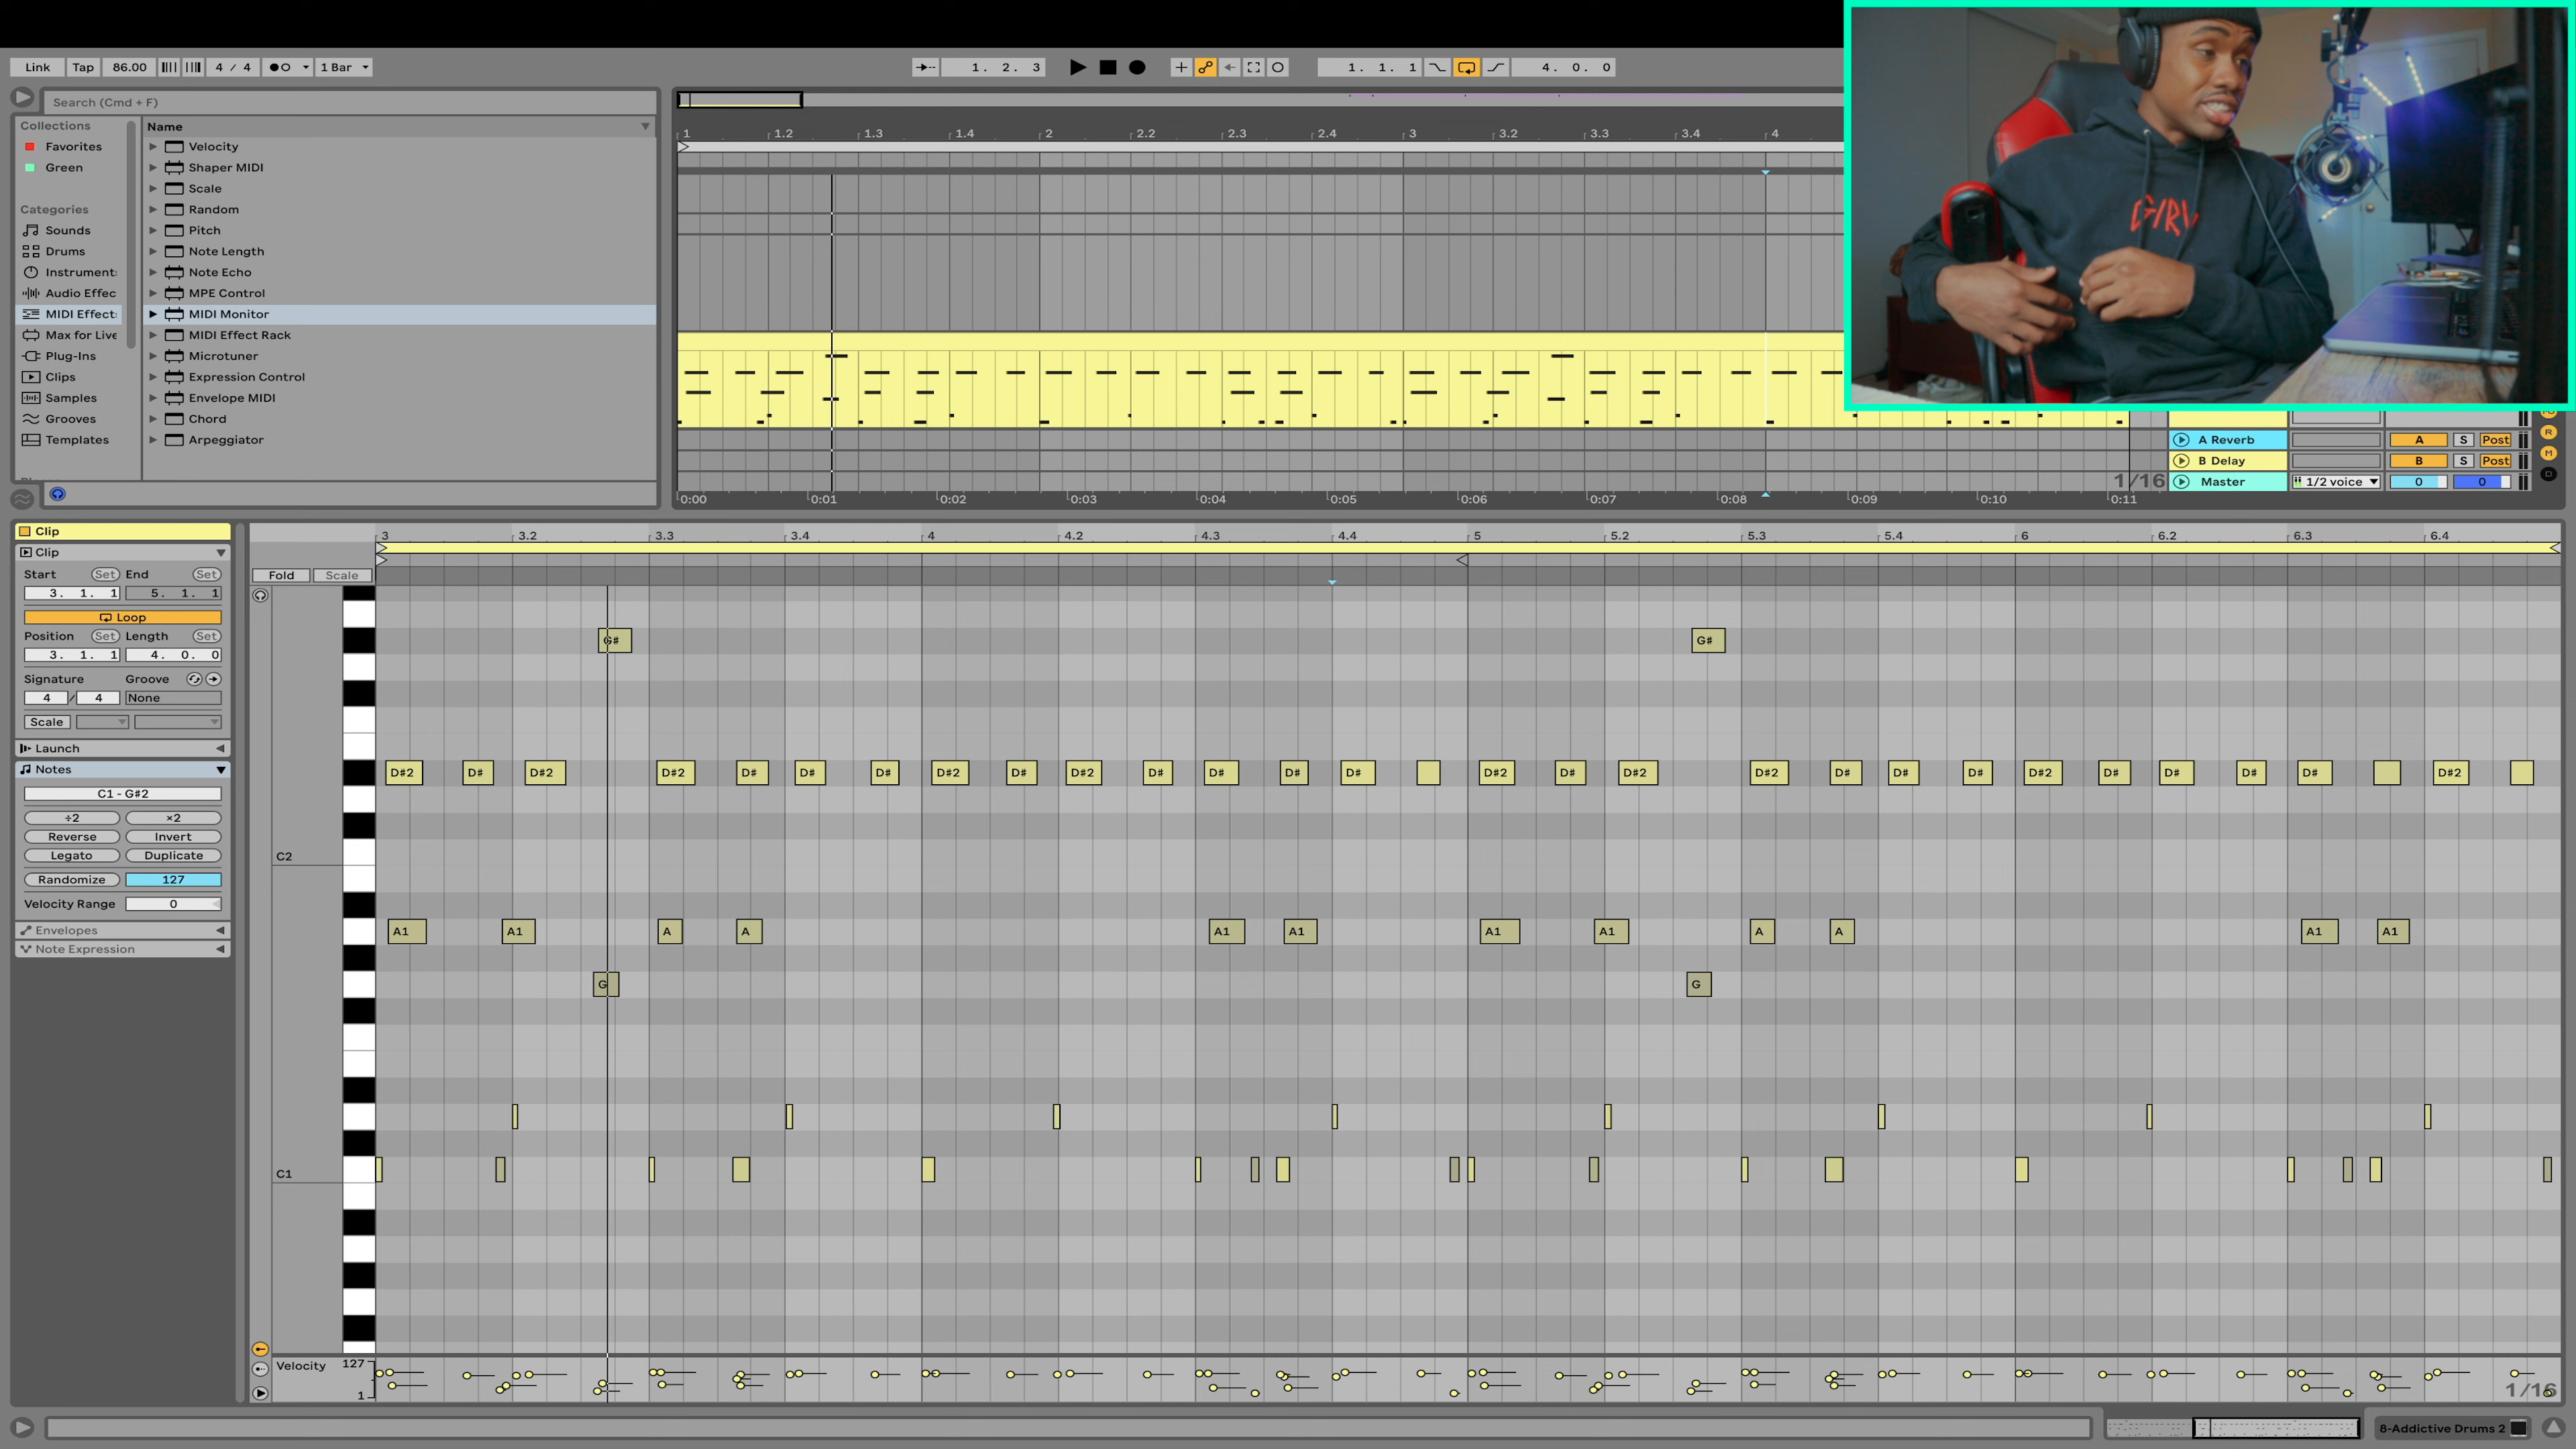 Link Tap 86.00 4 / 4 1 Bar 1. 2. 3 1. 1. 1 4. 0. 0
Search (Cmd + F)
Collections
Favorites
Green
Categories
Sounds
Drums
Instrument
Audio Effec
MIDI Effect
Max for Live
Plug-Ins
Clips
Samples
Grooves
Templates
Name
Velocity
Shaper MIDI
Scale
Random
Pitch
Note Length
Note Echo
MPE Control
MIDI Monitor
MIDI Effect Rack
Microtuner
Expression Control
Envelope MIDI
Chord
Arpeggiator
1 1.2 1.3 1.4 2 2.2 2.3 2.4 3 3.2 3.3 3.4 4
0:00 0:01 0:02 0:03 0:04 0:05 0:06 0:07 0:08 0:09 0:10 0:11
1/16
A Reverb A S Post
B Delay B S Post
Master 1/2 voice 0 0
R
M
D
Clip
Clip
Start Set End Set
3. 1. 1 5. 1. 1
Loop
Position Set Length Set
3. 1. 1 4. 0. 0
Signature Groove
4 / 4 None
Scale
Launch
Notes
C1 - G#2
÷2 ×2
Reverse Invert
Legato Duplicate
Randomize 127
Velocity Range 0
Envelopes
Note Expression
3 3.2 3.3 3.4 4 4.2 4.3 4.4 5 5.2 5.3 5.4 6 6.2 6.3 6.4
Fold Scale
G# G#
D#2 D# D#2 D#2 D# D# D# D#2 D# D#2 D# D# D# D# D#2 D# D#2 D#2 D# D# D# D#2 D# D# D# D# D#2
C2
A1 A1 A A A1 A1 A1 A1 A A A1 A1
G G
C1
Velocity 127
1
1/16
8-Addictive Drums 2